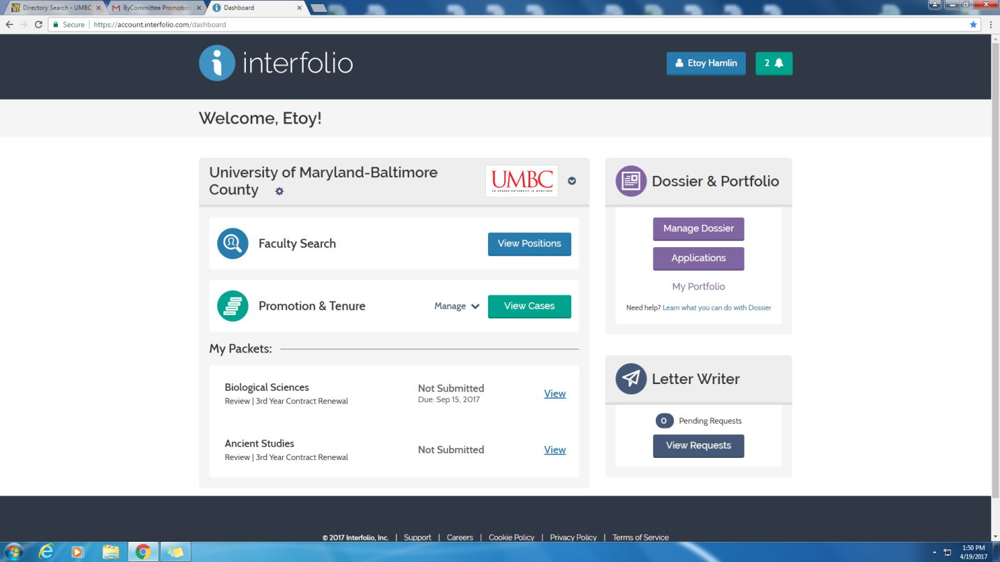 Directory Search - UMBC
ByCommittee Promotion
Dashboard
Secure
https://account.interfolio.com/dashboard
interfolio
Etoy Hamlin
2
Welcome, Etoy!
University of Maryland-Baltimore
County
UMBC
Dossier & Portfolio
Faculty Search
View Positions
Manage Dossier
Applications
My Portfolio
Need help? Learn what you can do with Dossier
Promotion & Tenure
Manage
View Cases
My Packets:
Biological Sciences
Review | 3rd Year Contract Renewal
Not Submitted
Due: Sep 15, 2017
View
Ancient Studies
Review | 3rd Year Contract Renewal
Not Submitted
View
Letter Writer
0 Pending Requests
View Requests
© 2017 Interfolio, Inc. | Support | Careers | Cookie Policy | Privacy Policy | Terms of Service
1:50 PM
4/19/2017